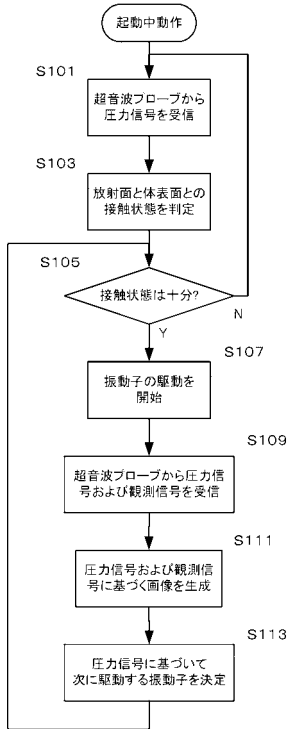 起動中動作
S101
超音波プローブから
圧力信号を受信
S103
放射面と体表面との
接触状態を判定
S105
接触状態は十分?
N
Y
S107
振動子の駆動を
開始
S109
超音波プローブから圧力信
号および観測信号を受信
S111
圧力信号および観測信
号に基づく画像を生成
S113
圧力信号に基づいて
次に駆動する振動子を決定